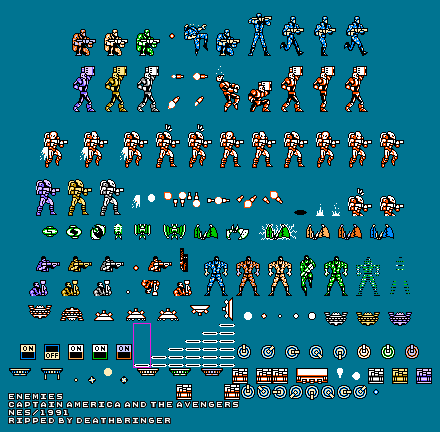 ON OFF ON ON ON
ENEMIES
CAPTAIN AMERICA AND THE AVENGERS
NES/1991
RIPPED BY DEATHBRINGER